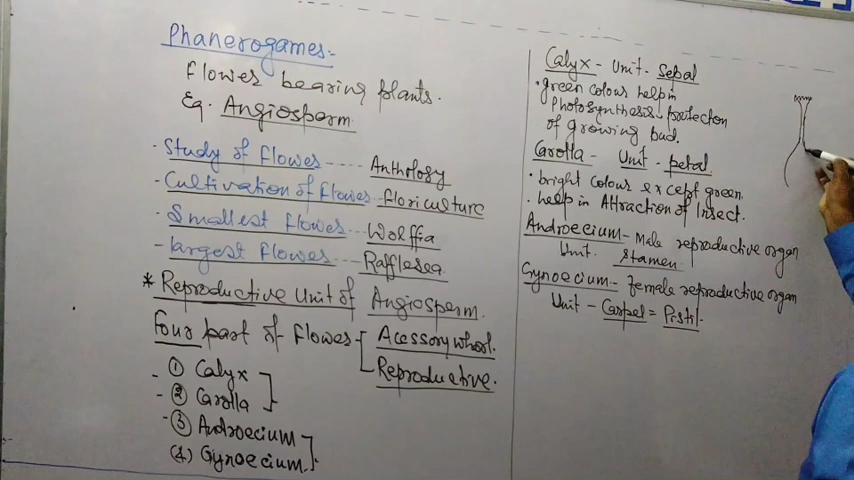 Phanerogames:-
flower bearing plants.
Eg. Angiosperm
· Study of flower ---- Anthology
· Cultivation of flower - Floriculture
· Smallest flower ... Wolffia
- largest flower ---- Rafflesea
* Reproductive Unit of Angiosperm.
Four part of flower - Acessory whorl.
Reproductive.
- ① Calyx
- ② Carolla
- ③ Androecium
(4) Gynoecium
Calyx - Unit - Sepal
· green colour help in
Photosynthesis - protection
of growing bud.
Carolla - Unit - petal
· bright colour except green.
· help in Attraction of Insect.
Androecium - Male reproductive organ
Unit. Stamen
Gynoecium - female reproductive organ
Unit - Carpel = Pistil.